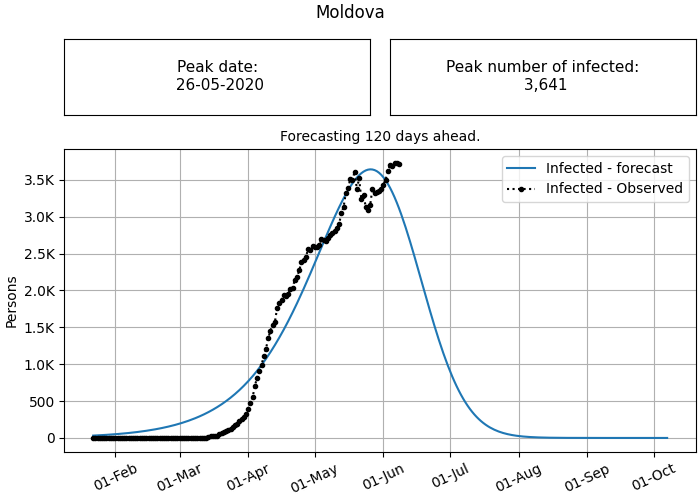 Moldova
Peak date:
26-05-2020
Peak number of infected:
3,641
Forecasting 120 days ahead.
Infected - forecast
Infected - Observed
Persons
3.5K
3.0K
2.5K
2.0K
1.5K
1.0K
500
0
01-Feb
01-Mar
01-Apr
01-May
01-Jun
01-Jul
01-Aug
01-Sep
01-Oct